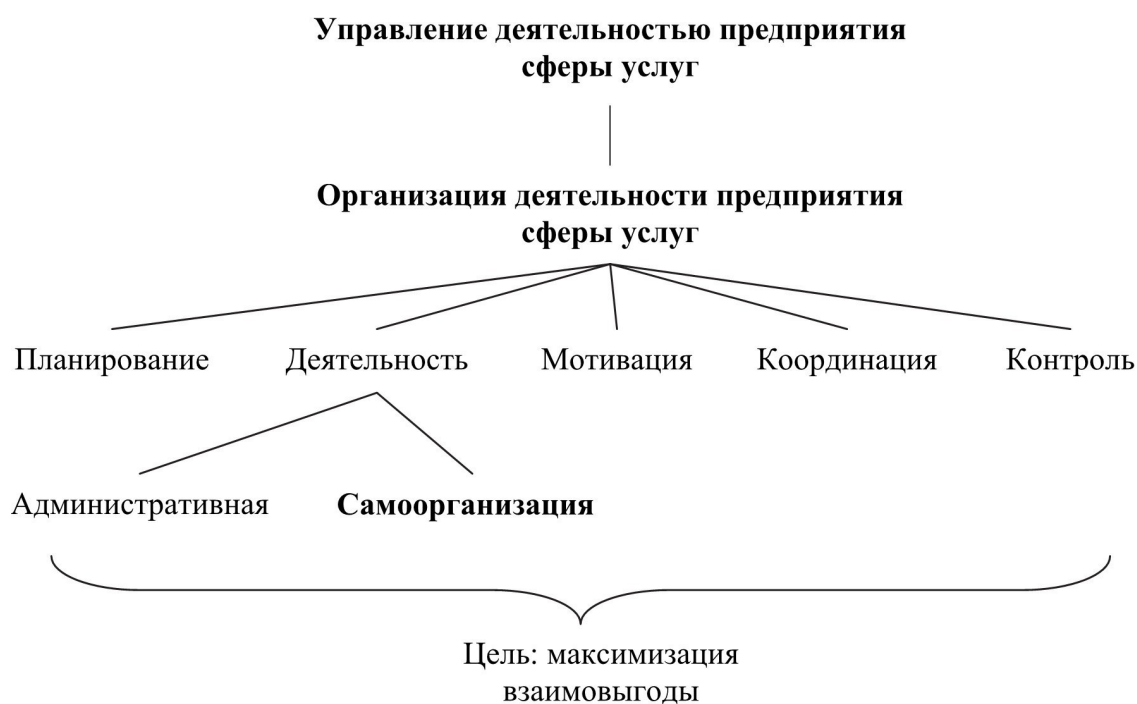 Управление деятельностью предприятия
сферы услуг
Организация деятельности предприятия
сферы услуг
Планирование Деятельность Мотивация Координация Контроль
Административная Самоорганизация
Цель: максимизация
взаимовыгоды